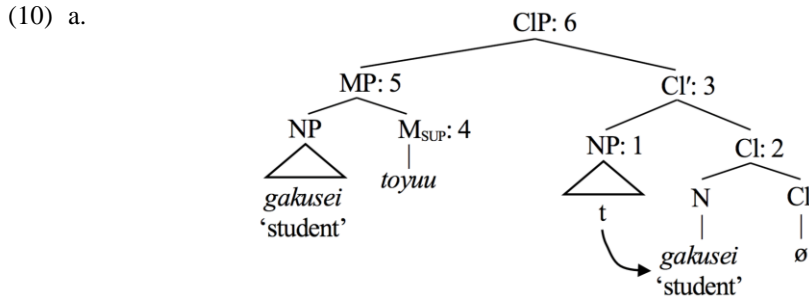 (10) a.
ClP: 6
MP: 5 Cl′: 3
NP M_SUP: 4 NP: 1 Cl: 2
gakusei toyuu t N Cl
‘student’ gakusei ø
‘student’